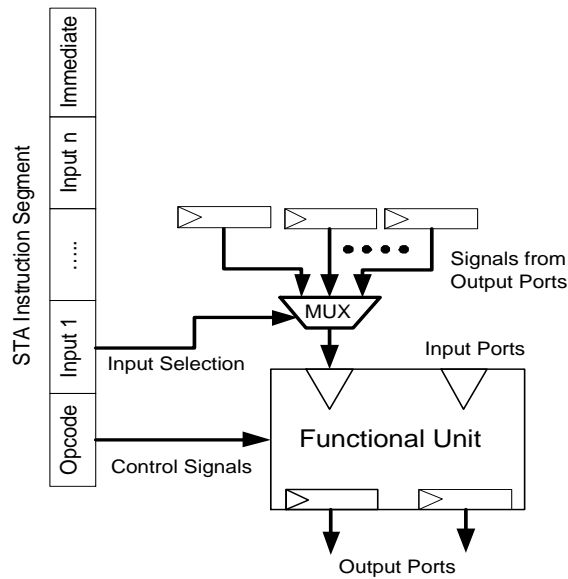 STA Instruction Segment
Immediate
Input n
......
Input 1
Opcode
Signals from
Output Ports
MUX
Input Selection
Input Ports
Functional Unit
Control Signals
Output Ports